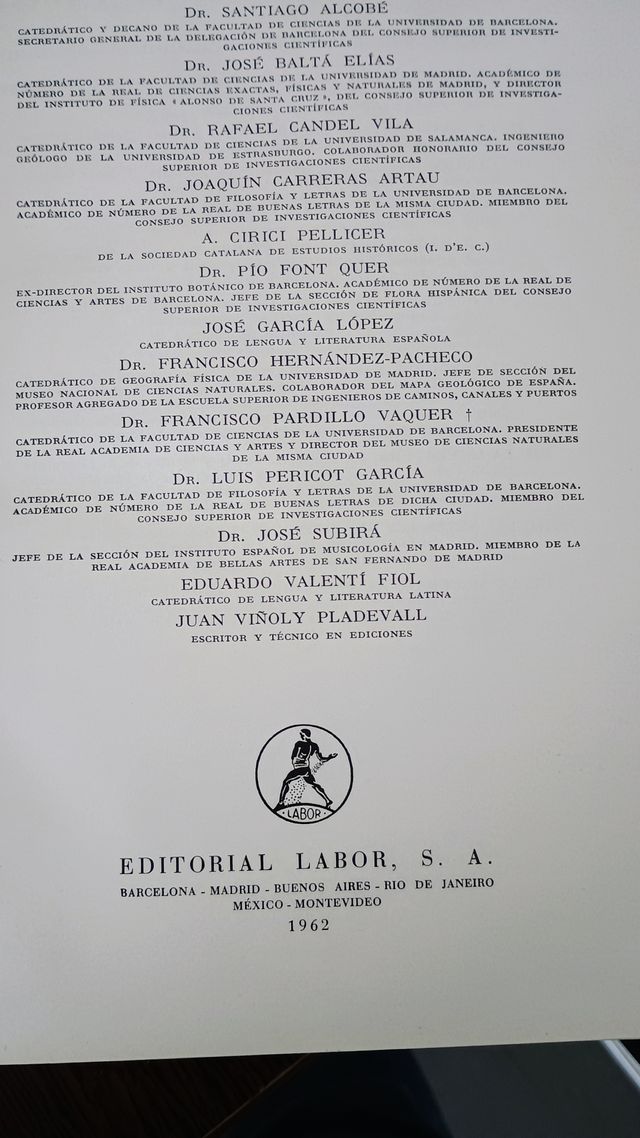 Dr. SANTIAGO ALCOBÉ
CATEDRÁTICO Y DECANO DE LA FACULTAD DE CIENCIAS DE LA UNIVERSIDAD DE BARCELONA.
SECRETARIO GENERAL DE LA DELEGACIÓN DE BARCELONA DEL CONSEJO SUPERIOR DE INVESTI-
GACIONES CIENTÍFICAS
Dr. JOSÉ BALTÁ ELÍAS
CATEDRÁTICO DE LA FACULTAD DE CIENCIAS DE LA UNIVERSIDAD DE MADRID. ACADÉMICO DE
NÚMERO DE LA REAL DE CIENCIAS EXACTAS, FÍSICAS Y NATURALES DE MADRID, Y DIRECTOR
DEL INSTITUTO DE FÍSICA « ALONSO DE SANTA CRUZ », DEL CONSEJO SUPERIOR DE INVESTIGA-
CIONES CIENTÍFICAS
Dr. RAFAEL CANDEL VILA
CATEDRÁTICO DE LA FACULTAD DE CIENCIAS DE LA UNIVERSIDAD DE SALAMANCA. INGENIERO
GEÓLOGO DE LA UNIVERSIDAD DE ESTRASBURGO. COLABORADOR HONORARIO DEL CONSEJO
SUPERIOR DE INVESTIGACIONES CIENTÍFICAS
Dr. JOAQUÍN CARRERAS ARTAU
CATEDRÁTICO DE LA FACULTAD DE FILOSOFÍA Y LETRAS DE LA UNIVERSIDAD DE BARCELONA.
ACADÉMICO DE NÚMERO DE LA REAL DE BUENAS LETRAS DE LA MISMA CIUDAD. MIEMBRO DEL
CONSEJO SUPERIOR DE INVESTIGACIONES CIENTÍFICAS
A. CIRICI PELLICER
DE LA SOCIEDAD CATALANA DE ESTUDIOS HISTÓRICOS (I. D'E. C.)
Dr. PÍO FONT QUER
EX-DIRECTOR DEL INSTITUTO BOTÁNICO DE BARCELONA. ACADÉMICO DE NÚMERO DE LA REAL DE
CIENCIAS Y ARTES DE BARCELONA. JEFE DE LA SECCIÓN DE FLORA HISPÁNICA DEL CONSEJO
SUPERIOR DE INVESTIGACIONES CIENTÍFICAS
JOSÉ GARCÍA LÓPEZ
CATEDRÁTICO DE LENGUA Y LITERATURA ESPAÑOLA
Dr. FRANCISCO HERNÁNDEZ-PACHECO
CATEDRÁTICO DE GEOGRAFÍA FÍSICA DE LA UNIVERSIDAD DE MADRID. JEFE DE SECCIÓN DEL
MUSEO NACIONAL DE CIENCIAS NATURALES. COLABORADOR DEL MAPA GEOLÓGICO DE ESPAÑA.
PROFESOR AGREGADO DE LA ESCUELA SUPERIOR DE INGENIEROS DE CAMINOS, CANALES Y PUERTOS
Dr. FRANCISCO PARDILLO VAQUER †
CATEDRÁTICO DE LA FACULTAD DE CIENCIAS DE LA UNIVERSIDAD DE BARCELONA. PRESIDENTE
DE LA REAL ACADEMIA DE CIENCIAS Y ARTES Y DIRECTOR DEL MUSEO DE CIENCIAS NATURALES
DE LA MISMA CIUDAD
Dr. LUIS PERICOT GARCÍA
CATEDRÁTICO DE LA FACULTAD DE FILOSOFÍA Y LETRAS DE LA UNIVERSIDAD DE BARCELONA.
ACADÉMICO DE NÚMERO DE LA REAL DE BUENAS LETRAS DE DICHA CIUDAD. MIEMBRO DEL
CONSEJO SUPERIOR DE INVESTIGACIONES CIENTÍFICAS
Dr. JOSÉ SUBIRÁ
JEFE DE LA SECCIÓN DEL INSTITUTO ESPAÑOL DE MUSICOLOGÍA EN MADRID. MIEMBRO DE LA
REAL ACADEMIA DE BELLAS ARTES DE SAN FERNANDO DE MADRID
EDUARDO VALENTÍ FIOL
CATEDRÁTICO DE LENGUA Y LITERATURA LATINA
JUAN VIÑOLY PLADEVALL
ESCRITOR Y TÉCNICO EN EDICIONES
· LABOR ·
EDITORIAL LABOR, S. A.
BARCELONA - MADRID - BUENOS AIRES - RIO DE JANEIRO
MÉXICO - MONTEVIDEO
1962